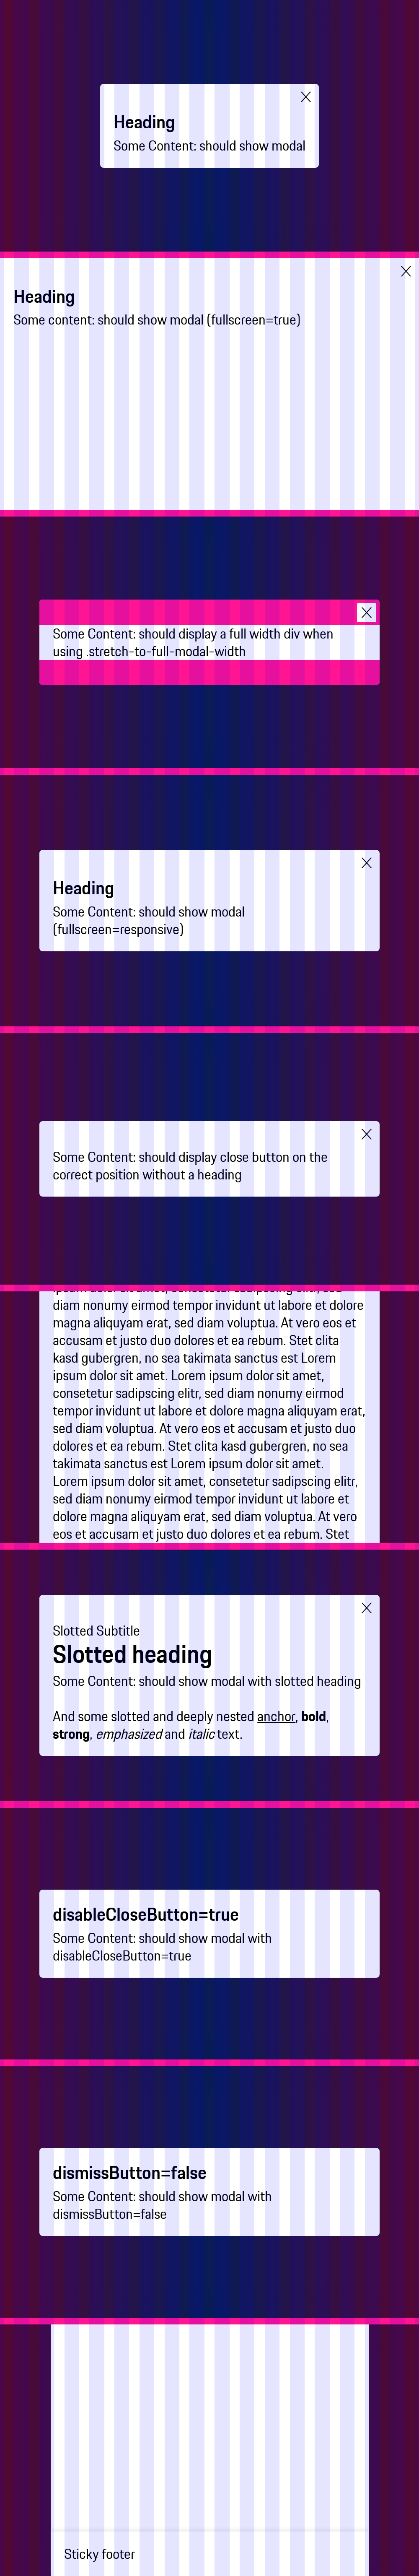 Heading
Some Content: should show modal
Heading
Some content: should show modal (fullscreen=true)
Some Content: should display a full width div when
using .stretch-to-full-modal-width
Heading
Some Content: should show modal
(fullscreen=responsive)
Some Content: should display close button on the
correct position without a heading
diam nonumy eirmod tempor invidunt ut labore et dolore
magna aliquyam erat, sed diam voluptua. At vero eos et
accusam et justo duo dolores et ea rebum. Stet clita
kasd gubergren, no sea takimata sanctus est Lorem
ipsum dolor sit amet. Lorem ipsum dolor sit amet,
consetetur sadipscing elitr, sed diam nonumy eirmod
tempor invidunt ut labore et dolore magna aliquyam erat,
sed diam voluptua. At vero eos et accusam et justo duo
dolores et ea rebum. Stet clita kasd gubergren, no sea
takimata sanctus est Lorem ipsum dolor sit amet.
Lorem ipsum dolor sit amet, consetetur sadipscing elitr,
sed diam nonumy eirmod tempor invidunt ut labore et
dolore magna aliquyam erat, sed diam voluptua. At vero
eos et accusam et justo duo dolores et ea rebum. Stet
Slotted Subtitle
Slotted heading
Some Content: should show modal with slotted heading
And some slotted and deeply nested anchor, bold,
strong, emphasized and italic text.
disableCloseButton=true
Some Content: should show modal with
disableCloseButton=true
dismissButton=false
Some Content: should show modal with
dismissButton=false
Sticky footer